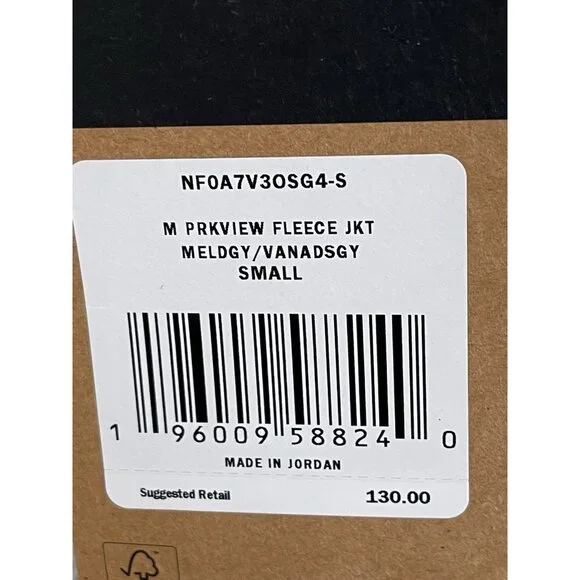 NF0A7V3OSG4-S
M PRKVIEW FLEECE JKT
MELDGY/VANADSGY
SMALL
1 96009 58824 0
MADE IN JORDAN
Suggested Retail 130.00